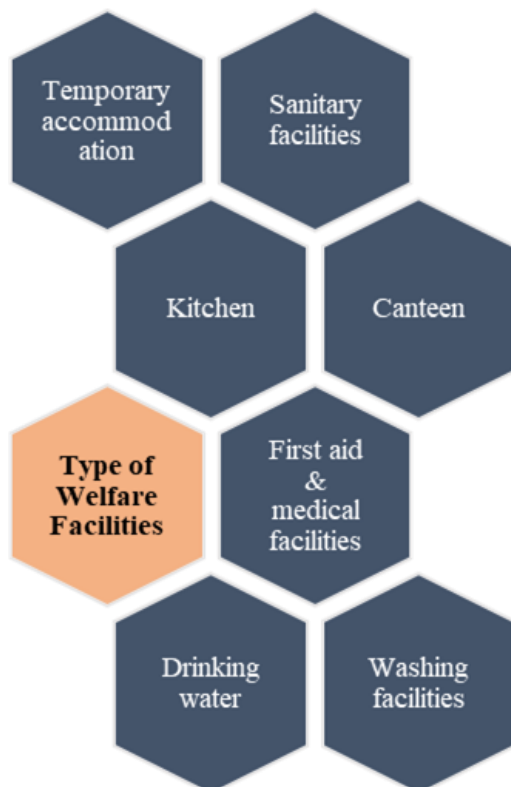 Temporary
accommod
ation
Sanitary
facilities
Kitchen
Canteen
Type of
Welfare
Facilities
First aid
&
medical
facilities
Drinking
water
Washing
facilities